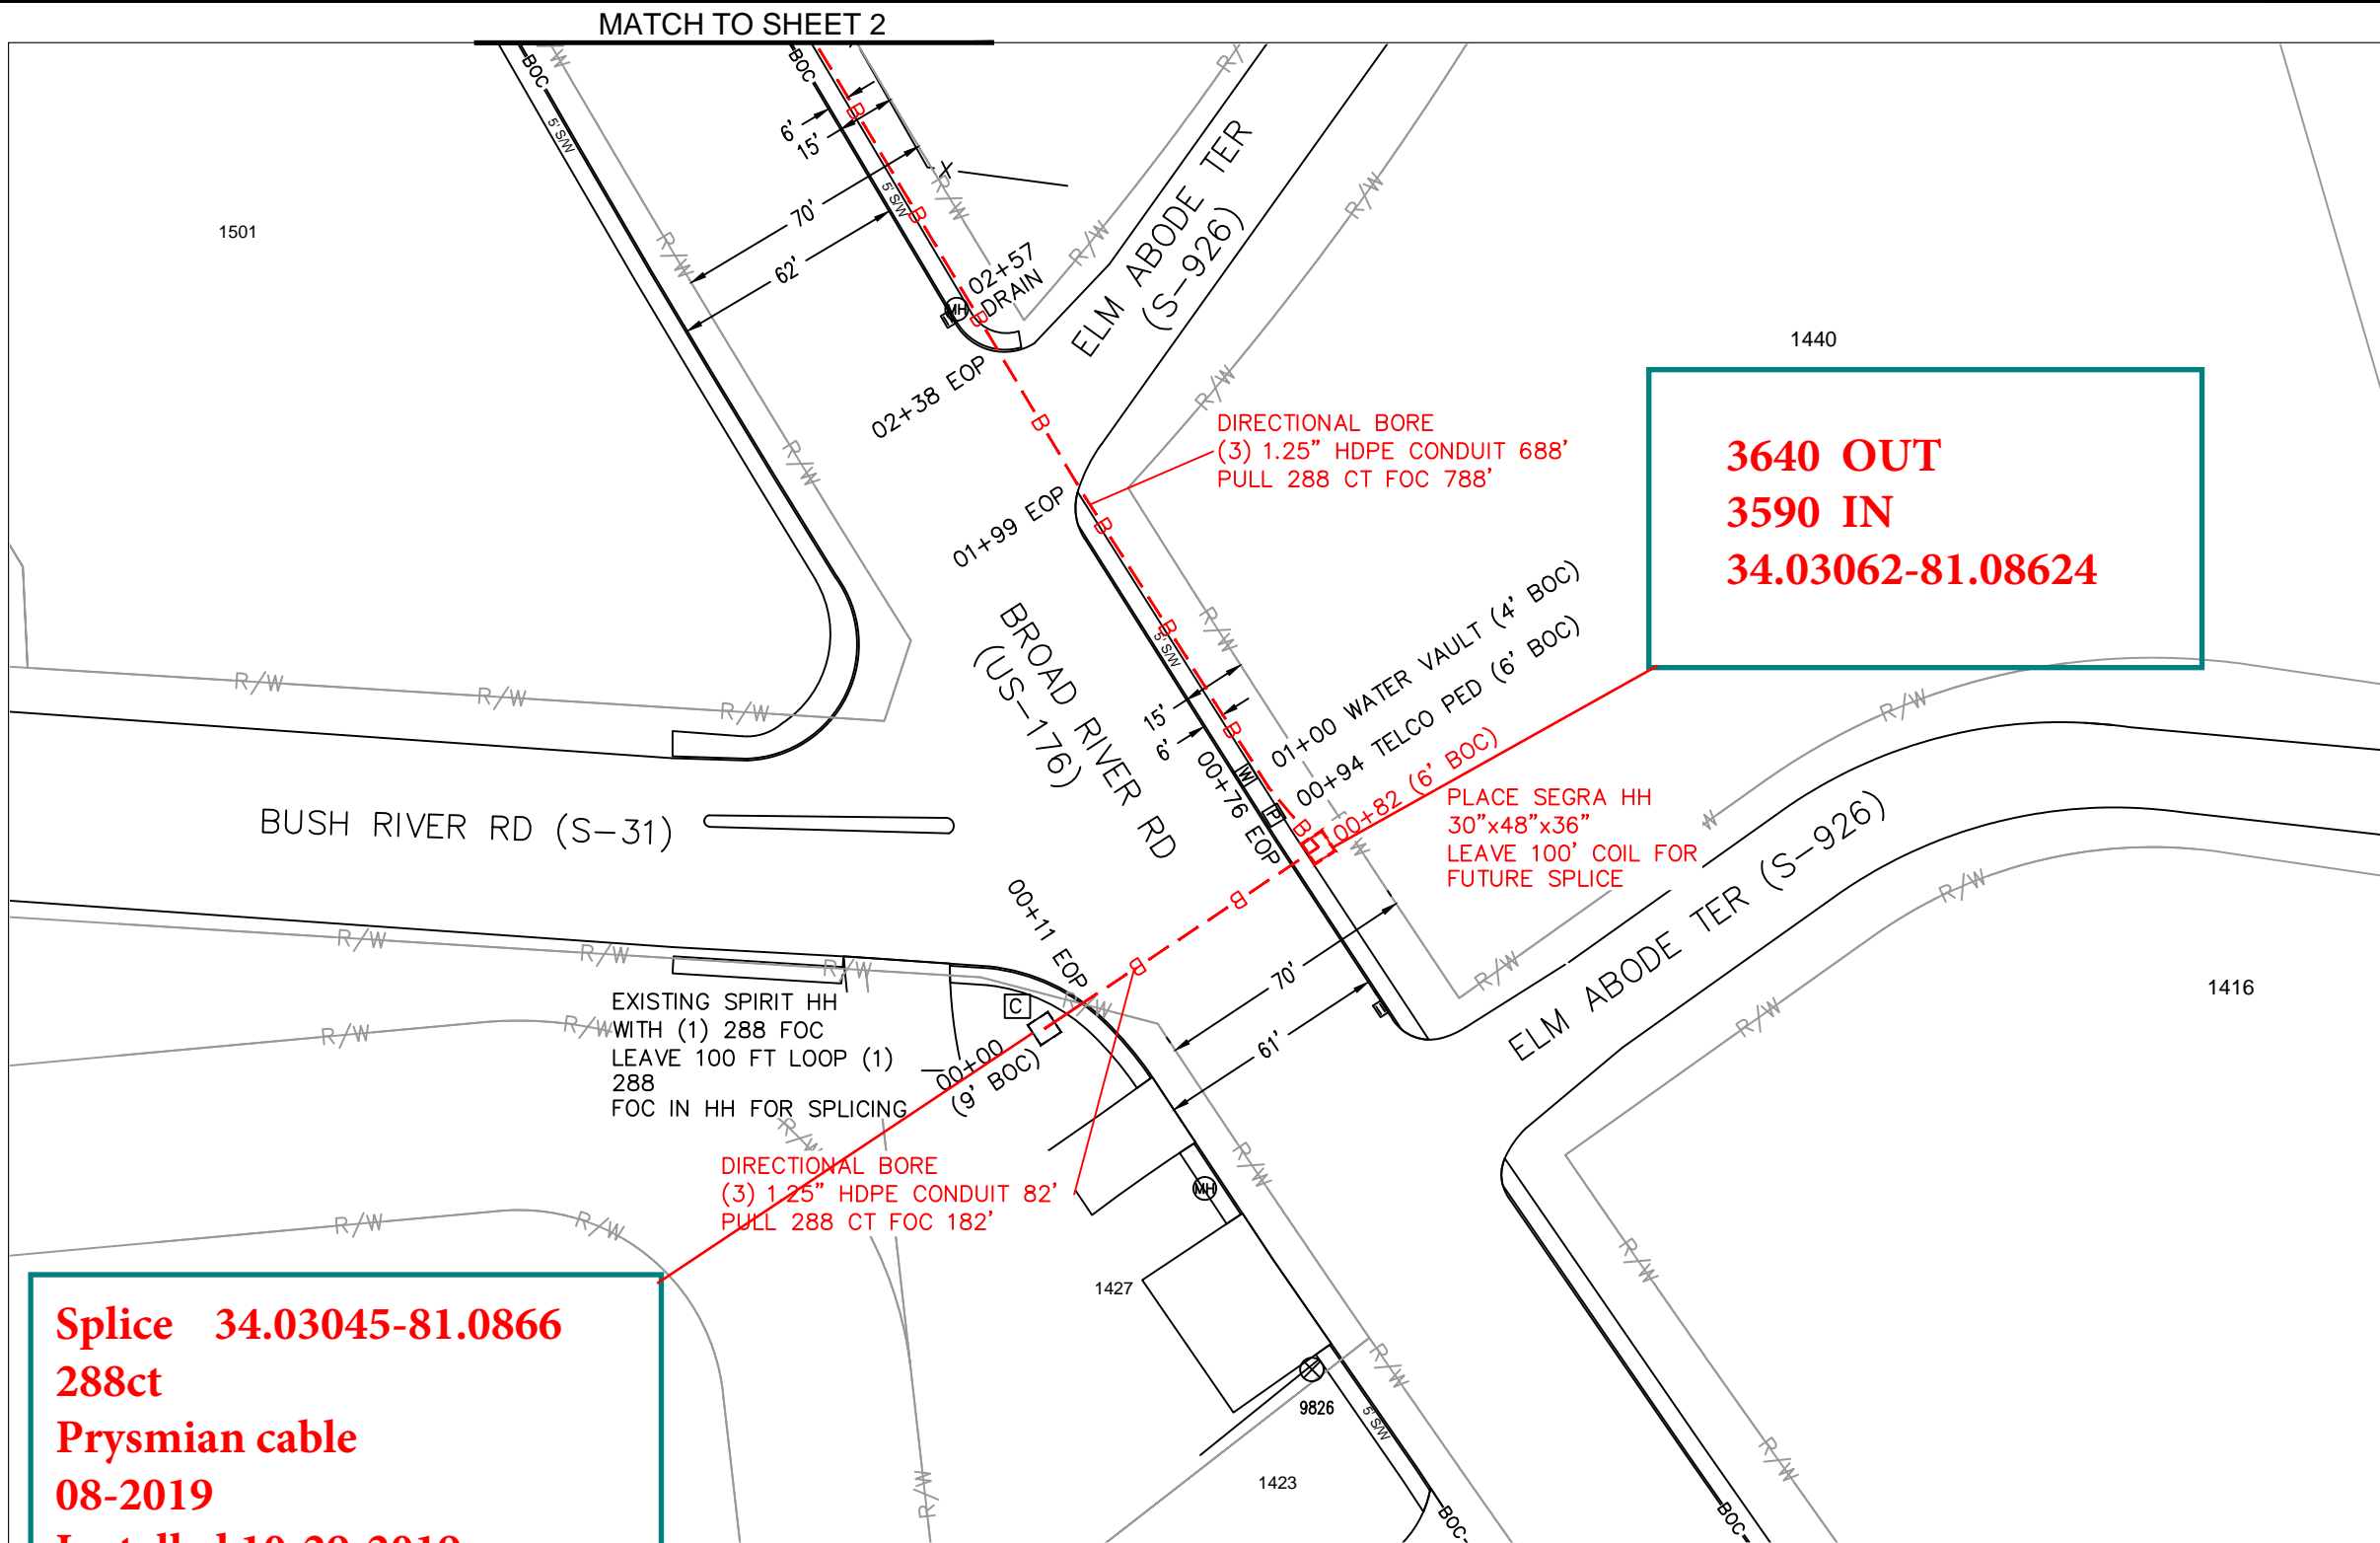 MATCH TO SHEET 2
BOC
R/W
BOC
R/W
5' S/W
B
6'
15'
X
R/W
5' S/W
B
70'
62'
R/W
R/W
R/W
1501
02+57
DRAIN
MH
B
ELM ABODE TER
(S-926)
1440
R/W
02+38 EOP
B
R/W
DIRECTIONAL BORE
(3) 1.25” HDPE CONDUIT 688’
PULL 288 CT FOC 788’
3640 OUT
3590 IN
34.03062-81.08624
01+99 EOP
B
BROAD RIVER RD
(US-176)
R/W
B
5' S/W
15'
6'
B
01+00 WATER VAULT (4’ BOC)
00+94 TELCO PED (6’ BOC)
00+82 (6’ BOC)
00+76 EOP
W
P
B
R/W
R/W
R/W
R/W
R/W
PLACE SEGRA HH
30”x48”x36”
LEAVE 100’ COIL FOR
FUTURE SPLICE
W
W
BUSH RIVER RD (S-31)
ELM ABODE TER (S-926)
B
R/W
00+11 EOP
B
R/W
R/W
R/W
R/W
R/W
70'
61'
R/W
1416
C
EXISTING SPIRIT HH
WITH (1) 288 FOC
LEAVE 100 FT LOOP (1)
288
FOC IN HH FOR SPLICING
00+00
(9’ BOC)
R/W
R/W
R/W
R/W
DIRECTIONAL BORE
(3) 1.25” HDPE CONDUIT 82’
PULL 288 CT FOC 182’
R/W
MH
R/W
R/W
R/W
1427
Splice 34.03045-81.0866
288ct
Prysmian cable
08-2019
R/W
9826
5' S/W
1423
R/W
R/W
BOC
BOC